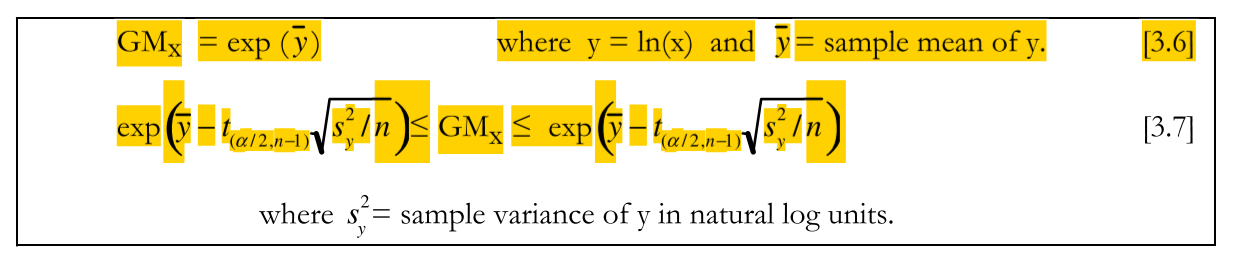 GMx = exp (ȳ) where y = ln(x) and ȳ = sample mean of y. [3.6]
exp(ȳ − t(α/2,n−1)√(s²y/n)) ≤ GMx ≤ exp(ȳ − t(α/2,n−1)√(s²y/n)) [3.7]
where s²y = sample variance of y in natural log units.